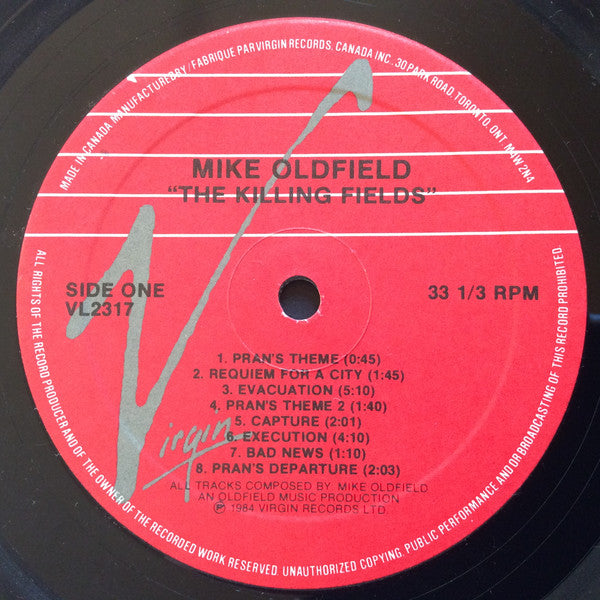 MADE IN CANADA MANUFACTURED BY / FABRIQUE PAR VIRGIN RECORDS, CANADA INC., 30 PARK ROAD, TORONTO, ONT. M4W 2N4
MIKE OLDFIELD
"THE KILLING FIELDS"
SIDE ONE
VL2317
33 1/3 RPM
1. PRAN'S THEME (0:45)
2. REQUIEM FOR A CITY (1:45)
3. EVACUATION (5:10)
4. PRAN'S THEME 2 (1:40)
5. CAPTURE (2:01)
6. EXECUTION (4:10)
7. BAD NEWS (1:10)
8. PRAN'S DEPARTURE (2:03)
Virgin
ALL TRACKS COMPOSED BY: MIKE OLDFIELD
AN OLDFIELD MUSIC PRODUCTION
℗ 1984 VIRGIN RECORDS LTD.
ALL RIGHTS OF THE RECORD PRODUCER AND OF THE OWNER OF THE RECORDED WORK RESERVED. UNAUTHORIZED COPYING, PUBLIC PERFORMANCE AND/OR BROADCASTING OF THIS RECORD PROHIBITED.